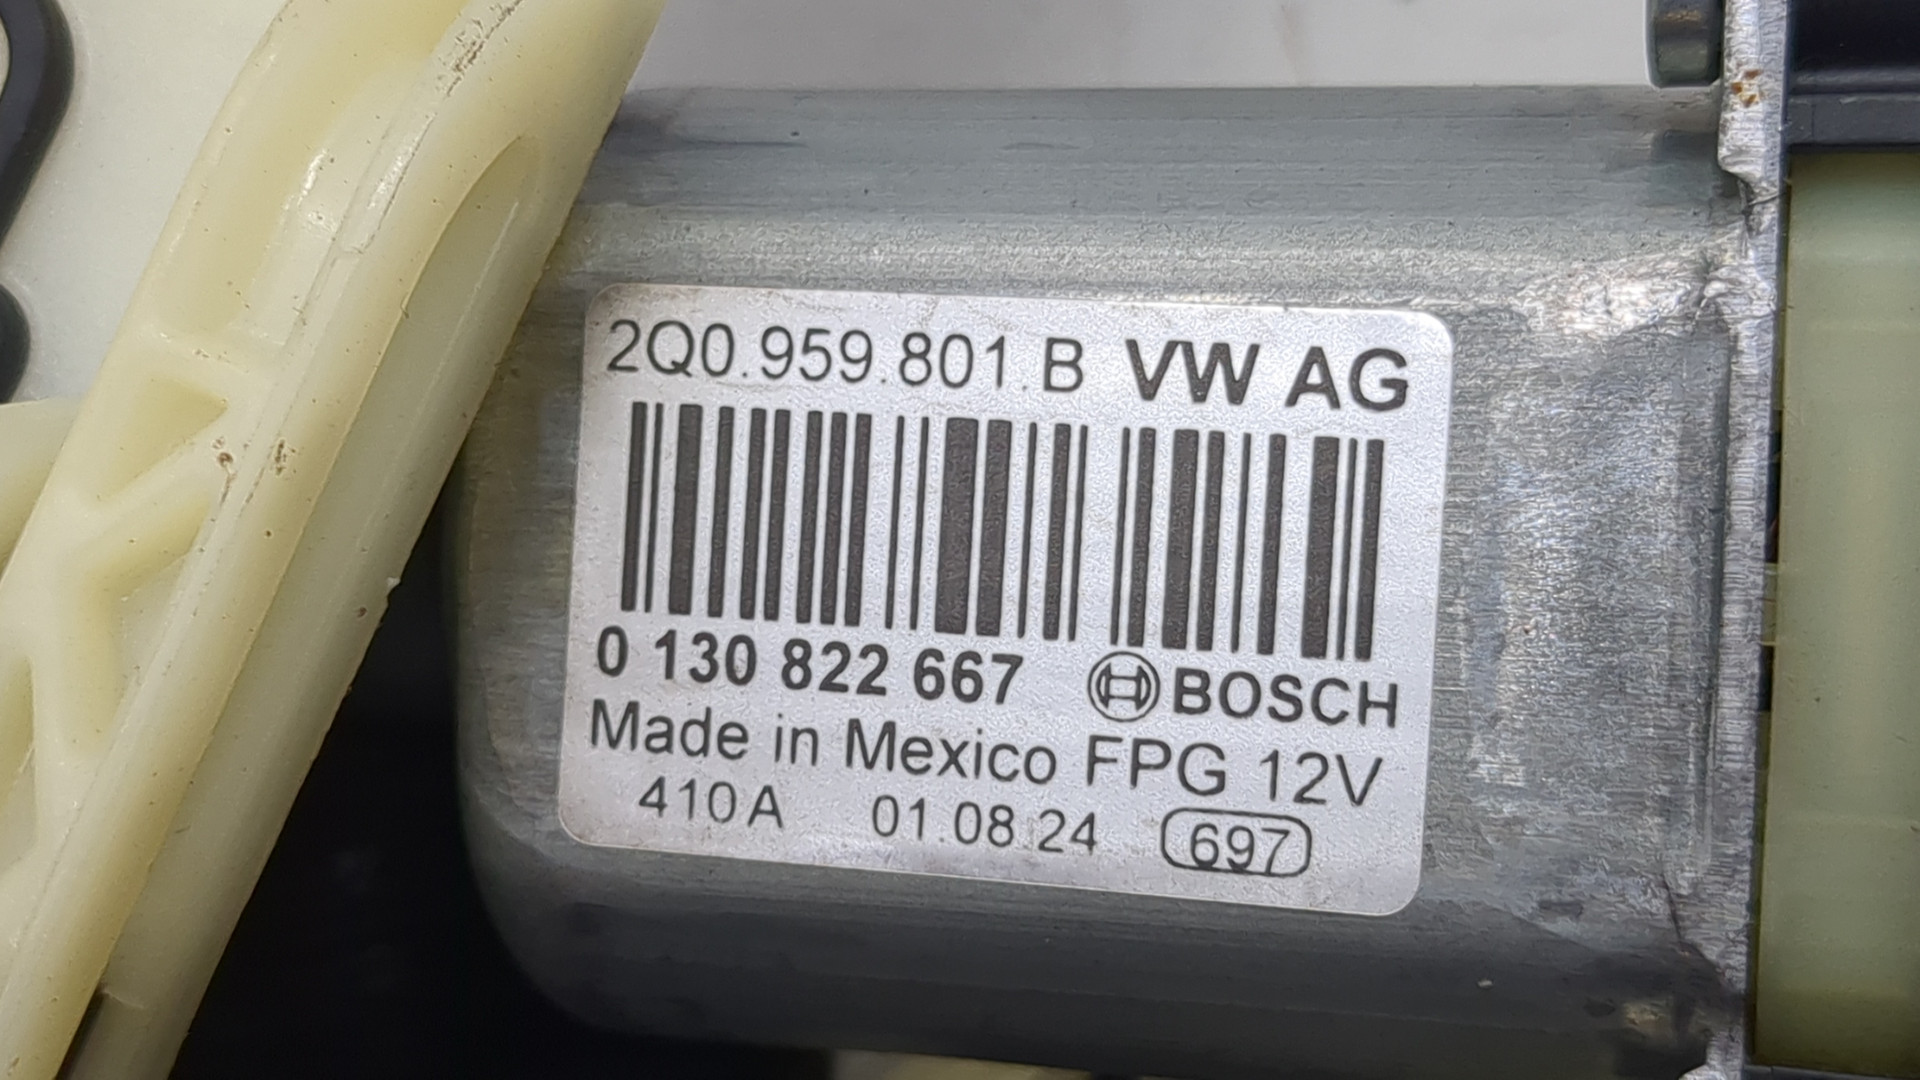 2Q0.959.801.B VW AG
0 130 822 667 BOSCH
Made in Mexico FPG 12V
410A 01.08.24 697